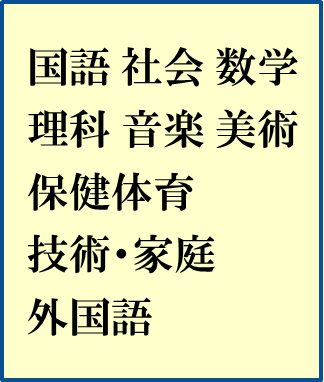 国語 社会 数学
理科 音楽 美術
保健体育
技術・家庭
外国語